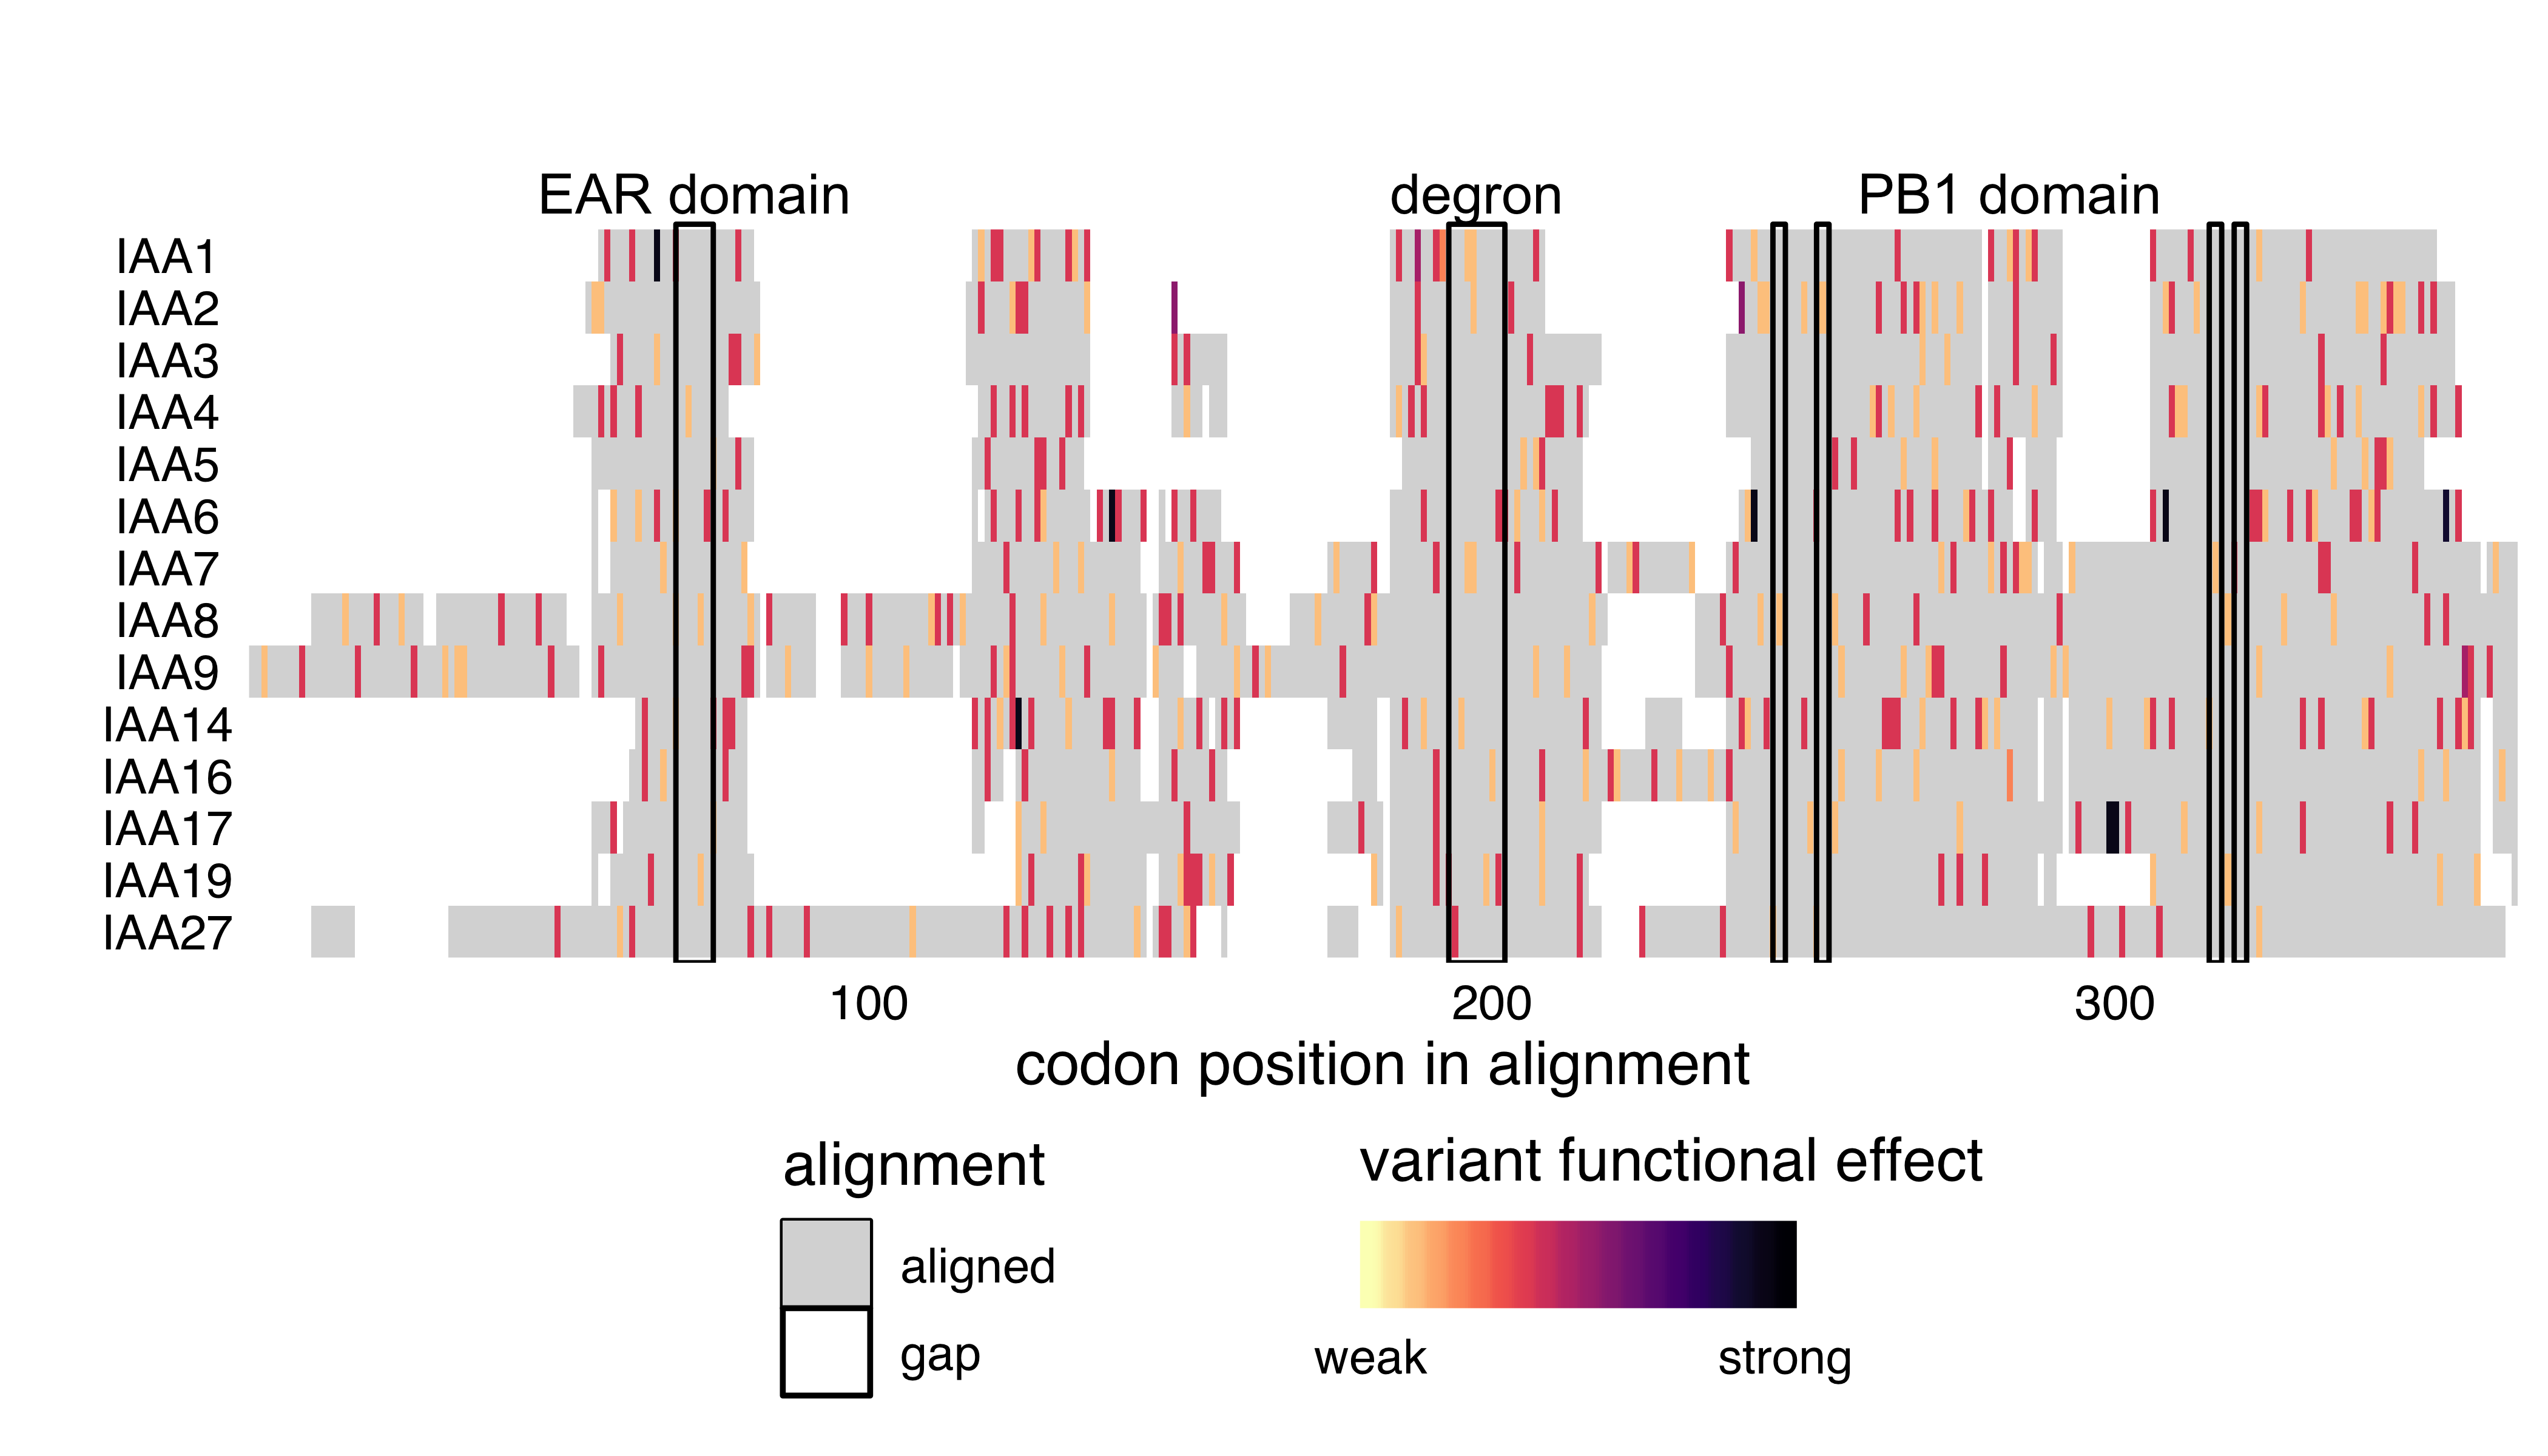 EAR domain degron PB1 domain
IAA1
IAA2
IAA3
IAA4
IAA5
IAA6
IAA7
IAA8
IAA9
IAA14
IAA16
IAA17
IAA19
IAA27
100 200 300
codon position in alignment
alignment
aligned
gap
variant functional effect
weak strong